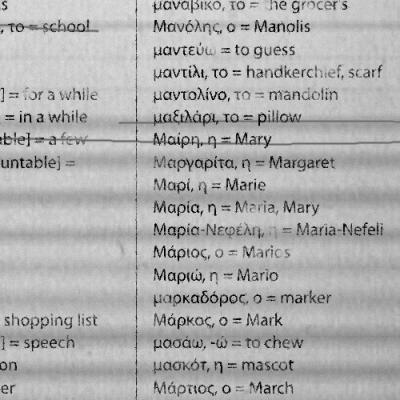 s
, το = school
] = for a while
= in a while
able] = a few
untable] =
shopping list
] = speech
on
er
μανάβικο, το = the grocer's
Μανόλης, ο = Manolis
μαντεύω = to guess
μαντίλι, το = handkerchief, scarf
μαντολίνο, το = mandolin
μαξιλάρι, το = pillow
Μαίρη, η = Mary
Μαργαρίτα, η = Margaret
Μαρί, η = Marie
Μαρία, η = Maria, Mary
Μαρία-Νεφέλη, η = Maria-Nefeli
Μάριος, ο = Marios
Μαριώ, η = Mario
μαρκαδόρος, ο = marker
Μάρκος, ο = Mark
μασάω, -ώ = to chew
μασκότ, η = mascot
Μάρτιος, ο = March